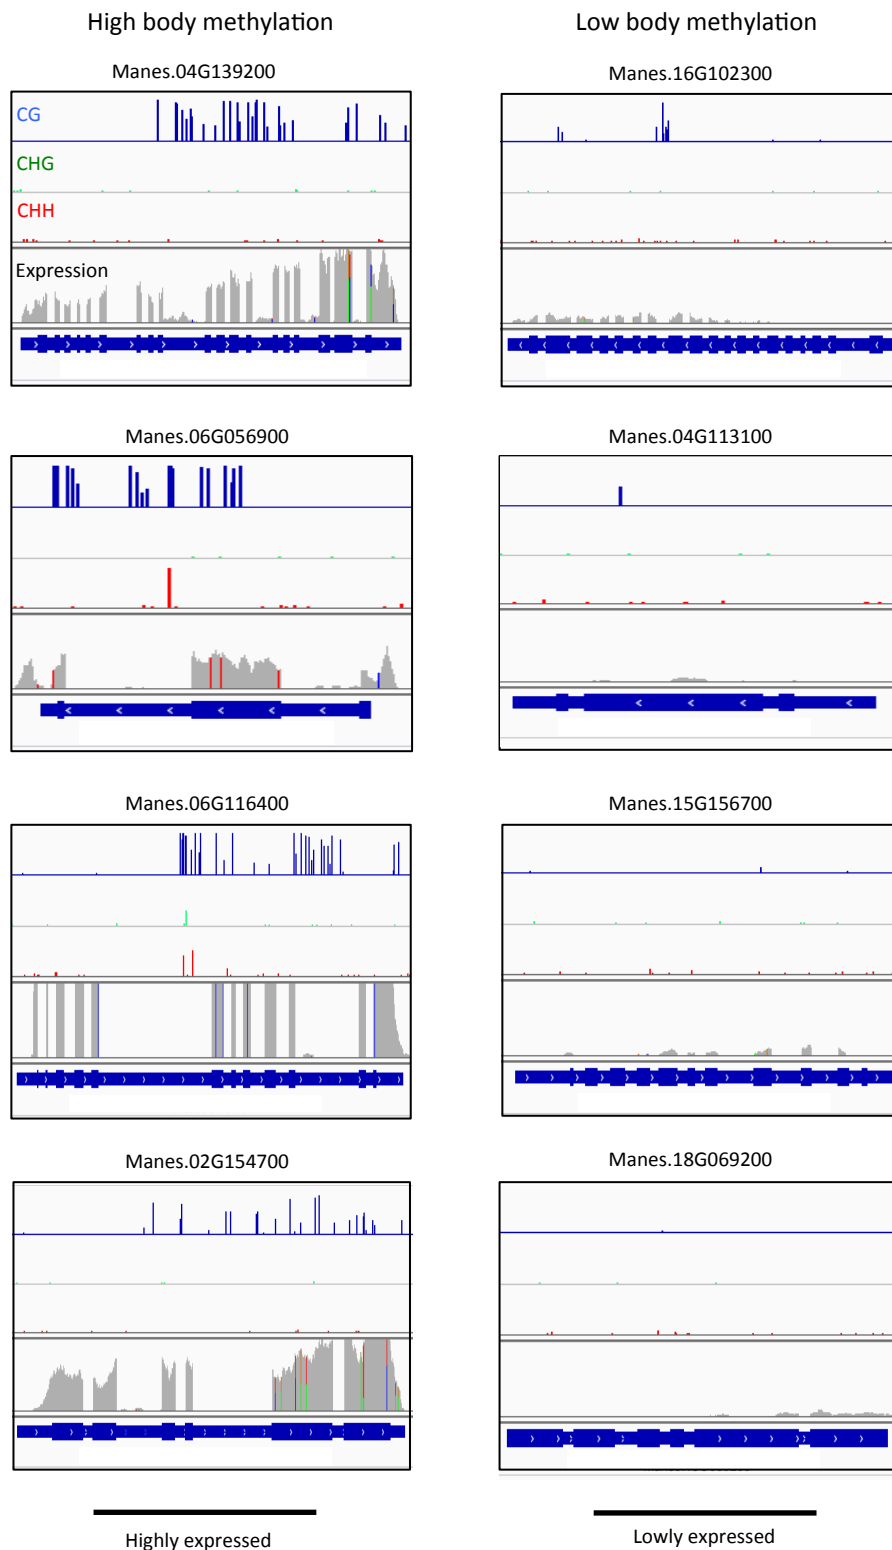 High body methylation
Low body methylation
Manes.04G139200
Manes.16G102300
CG
CHG
CHH
Expression
Manes.06G056900
Manes.04G113100
Manes.06G116400
Manes.15G156700
Manes.02G154700
Manes.18G069200
Highly expressed
Lowly expressed